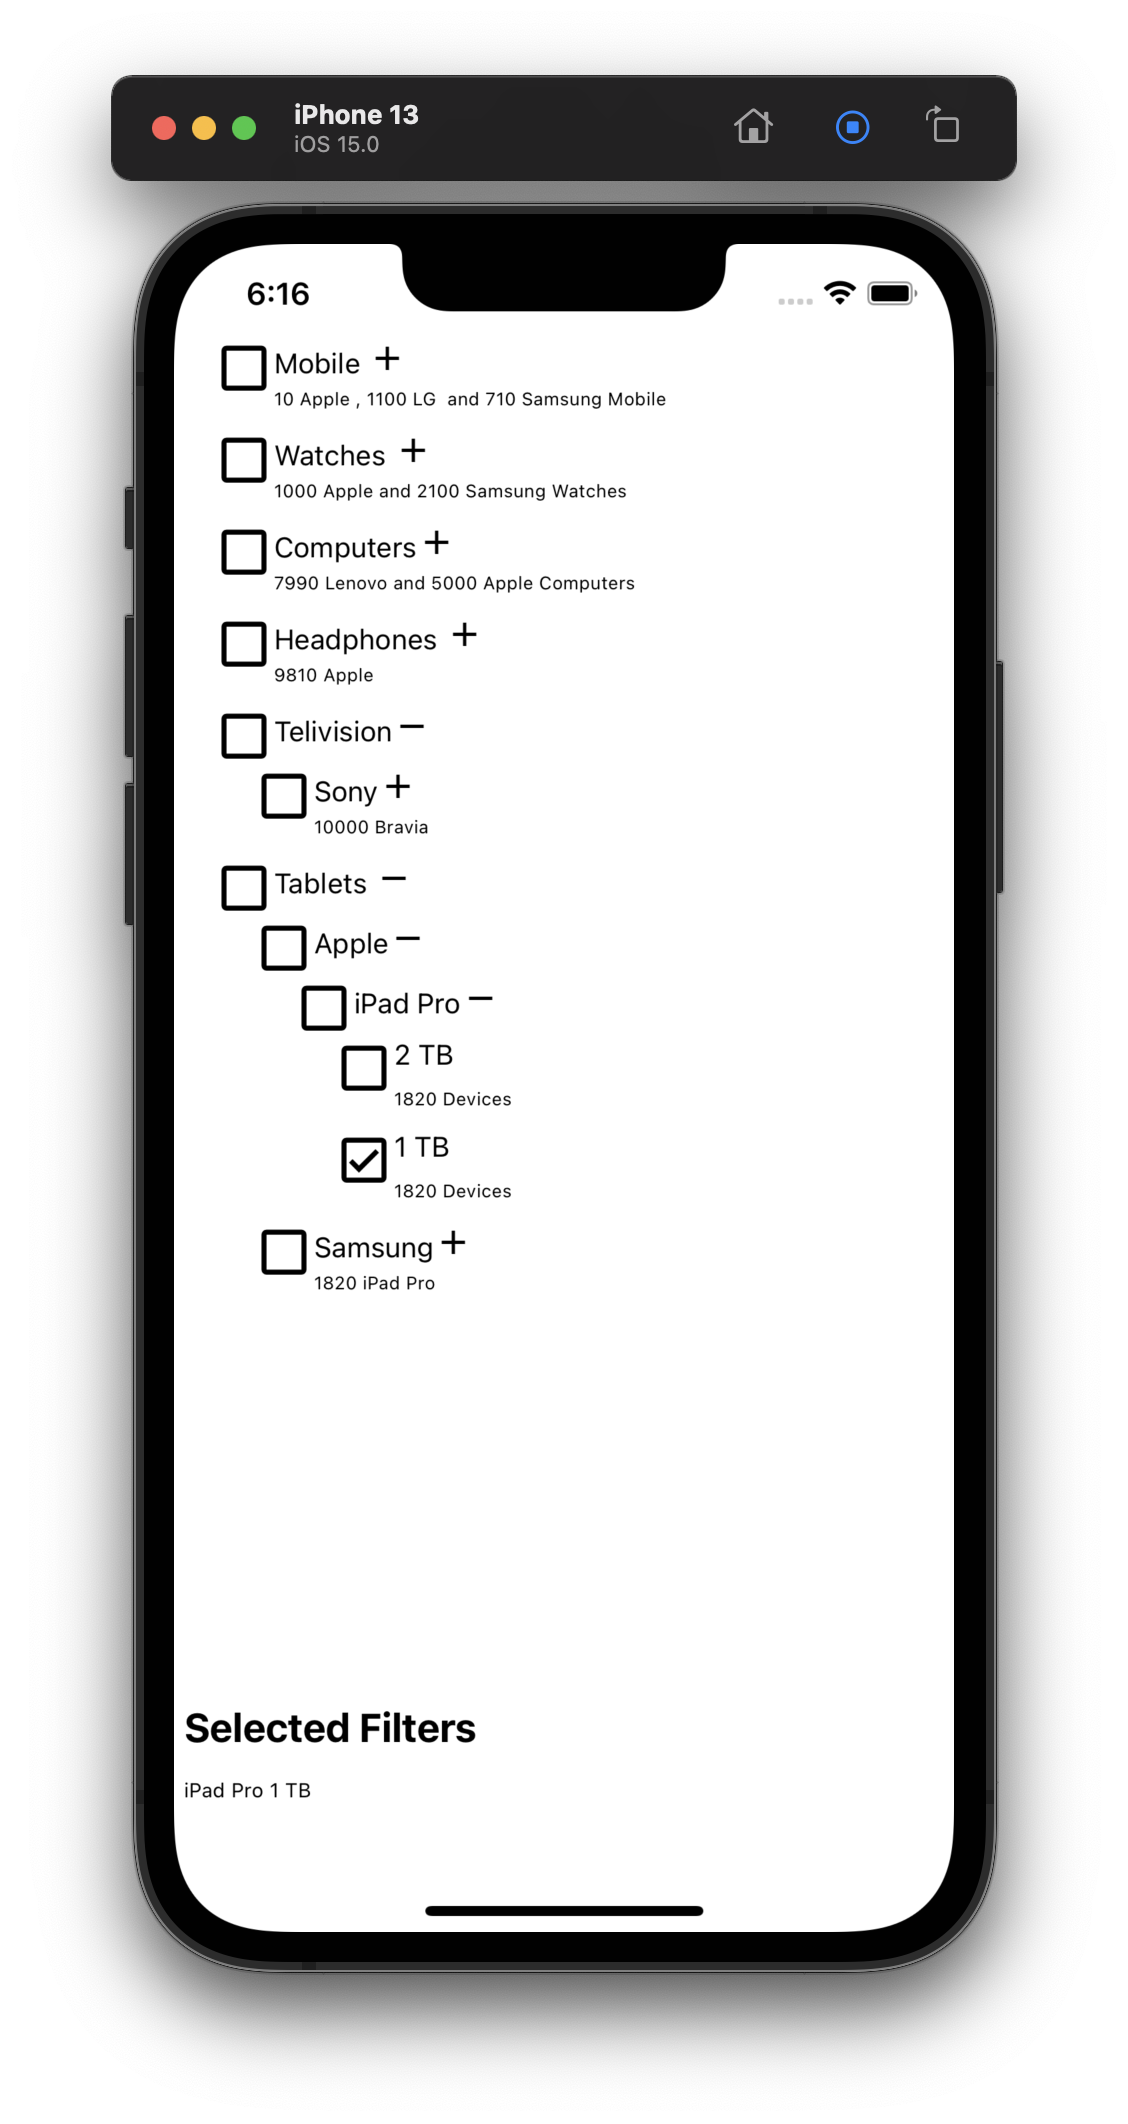 iPhone 13
iOS 15.0
6:16
Mobile +
10 Apple , 1100 LG  and 710 Samsung Mobile
Watches +
1000 Apple and 2100 Samsung Watches
Computers +
7990 Lenovo and 5000 Apple Computers
Headphones +
9810 Apple
Telivision −
Sony +
10000 Bravia
Tablets −
Apple −
iPad Pro −
2 TB
1820 Devices
1 TB
1820 Devices
Samsung +
1820 iPad Pro
Selected Filters
iPad Pro 1 TB